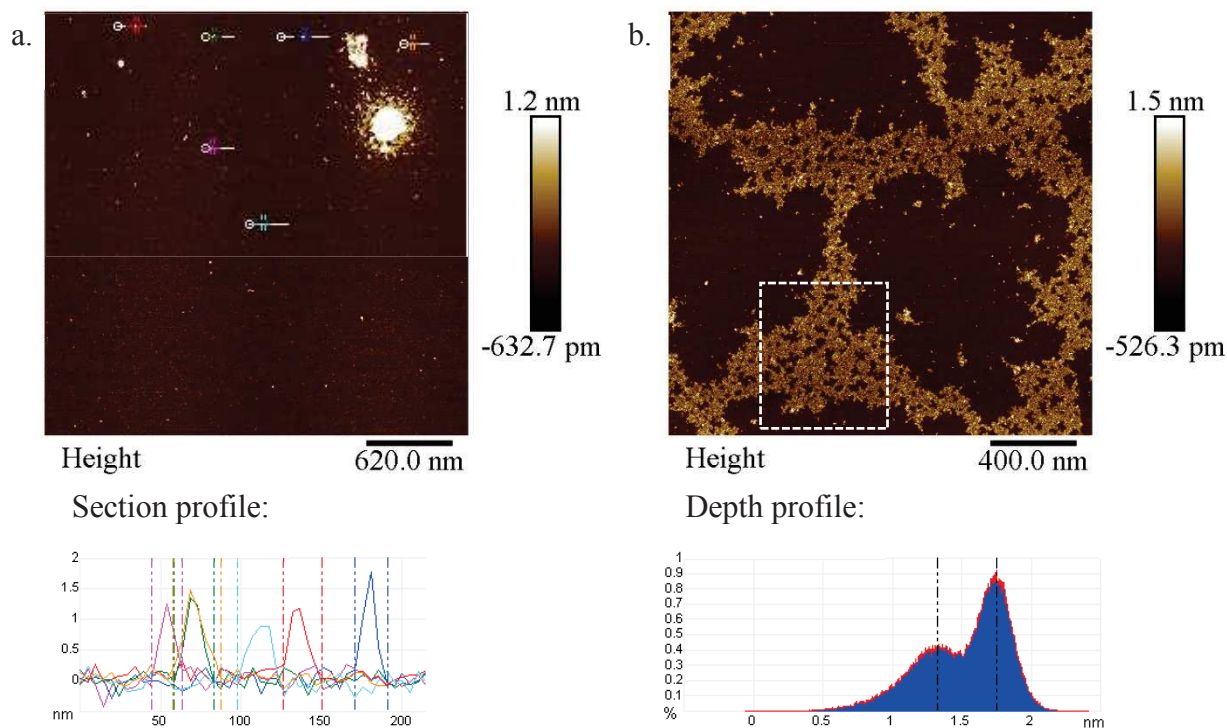 a.
1.2 nm
-632.7 pm
Height
620.0 nm
Section profile:
2
1.5
1
0.5
0
nm
50
100
150
200
b.
1.5 nm
-526.3 pm
Height
400.0 nm
Depth profile:
1
0.9
0.8
0.7
0.6
0.5
0.4
0.3
0.2
0.1
%
0
0.5
1
1.5
2
nm